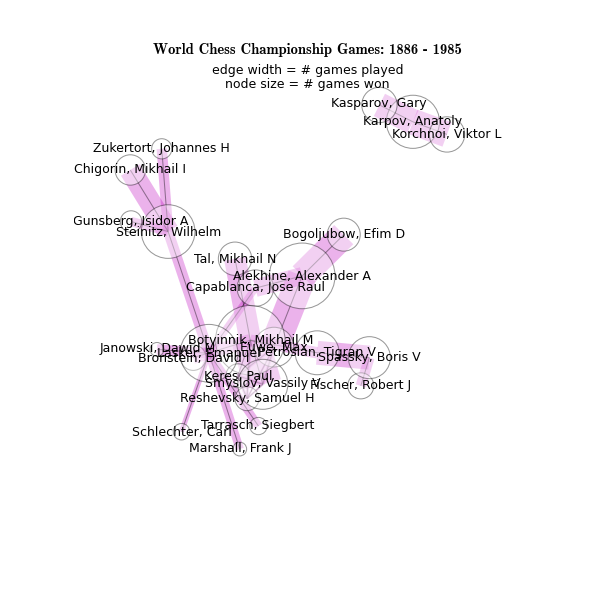 World Chess Championship Games: 1886 - 1985
edge width = # games played
node size = # games won
Kasparov, Gary
Karpov, Anatoly
Korchnoi, Viktor L
Zukertort, Johannes H
Chigorin, Mikhail I
Gunsberg, Isidor A
Steinitz, Wilhelm
Bogoljubow, Efim D
Tal, Mikhail N
Alekhine, Alexander A
Capablanca, Jose Raul
Botvinnik, Mikhail M
Janowski, Dawid M
Euwe, Max
Lasker, Emanuel
Petrosian, Tigran V
Bronstein, David I
Spassky, Boris V
Keres, Paul
Smyslov, Vassily V
Fischer, Robert J
Reshevsky, Samuel H
Tarrasch, Siegbert
Schlechter, Carl
Marshall, Frank J